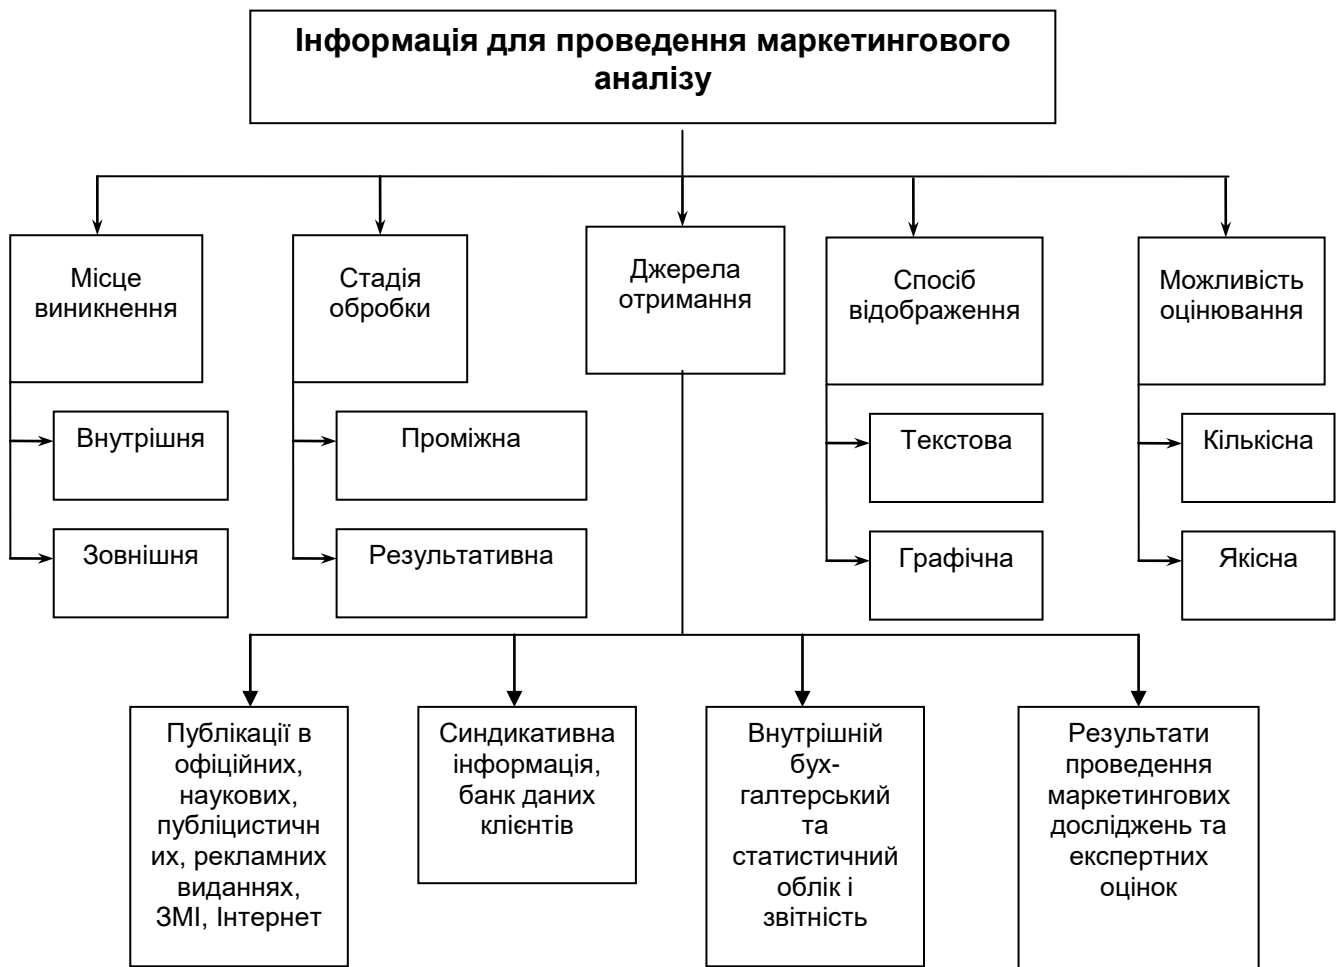 Інформація для проведення маркетингового
аналізу
Місце
виникнення
Стадія
обробки
Джерела
отримання
Спосіб
відображення
Можливість
оцінювання
Внутрішня
Проміжна
Текстова
Кількісна
Зовнішня
Результативна
Графічна
Якісна
Публікації в
офіційних,
наукових,
публіцистичн
их, рекламних
виданнях,
ЗМІ, Інтернет
Синдикативна
інформація,
банк даних
клієнтів
Внутрішній
бух-
галтерський
та
статистичний
облік і
звітність
Результати
проведення
маркетингових
досліджень та
експертних
оцінок